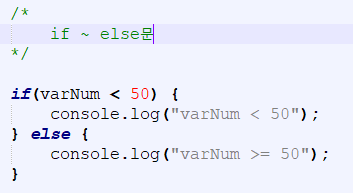 /*
    if ~ else문
*/
if(varNum < 50) {
    console.log("varNum < 50");
} else {
    console.log("varNum >= 50");
}